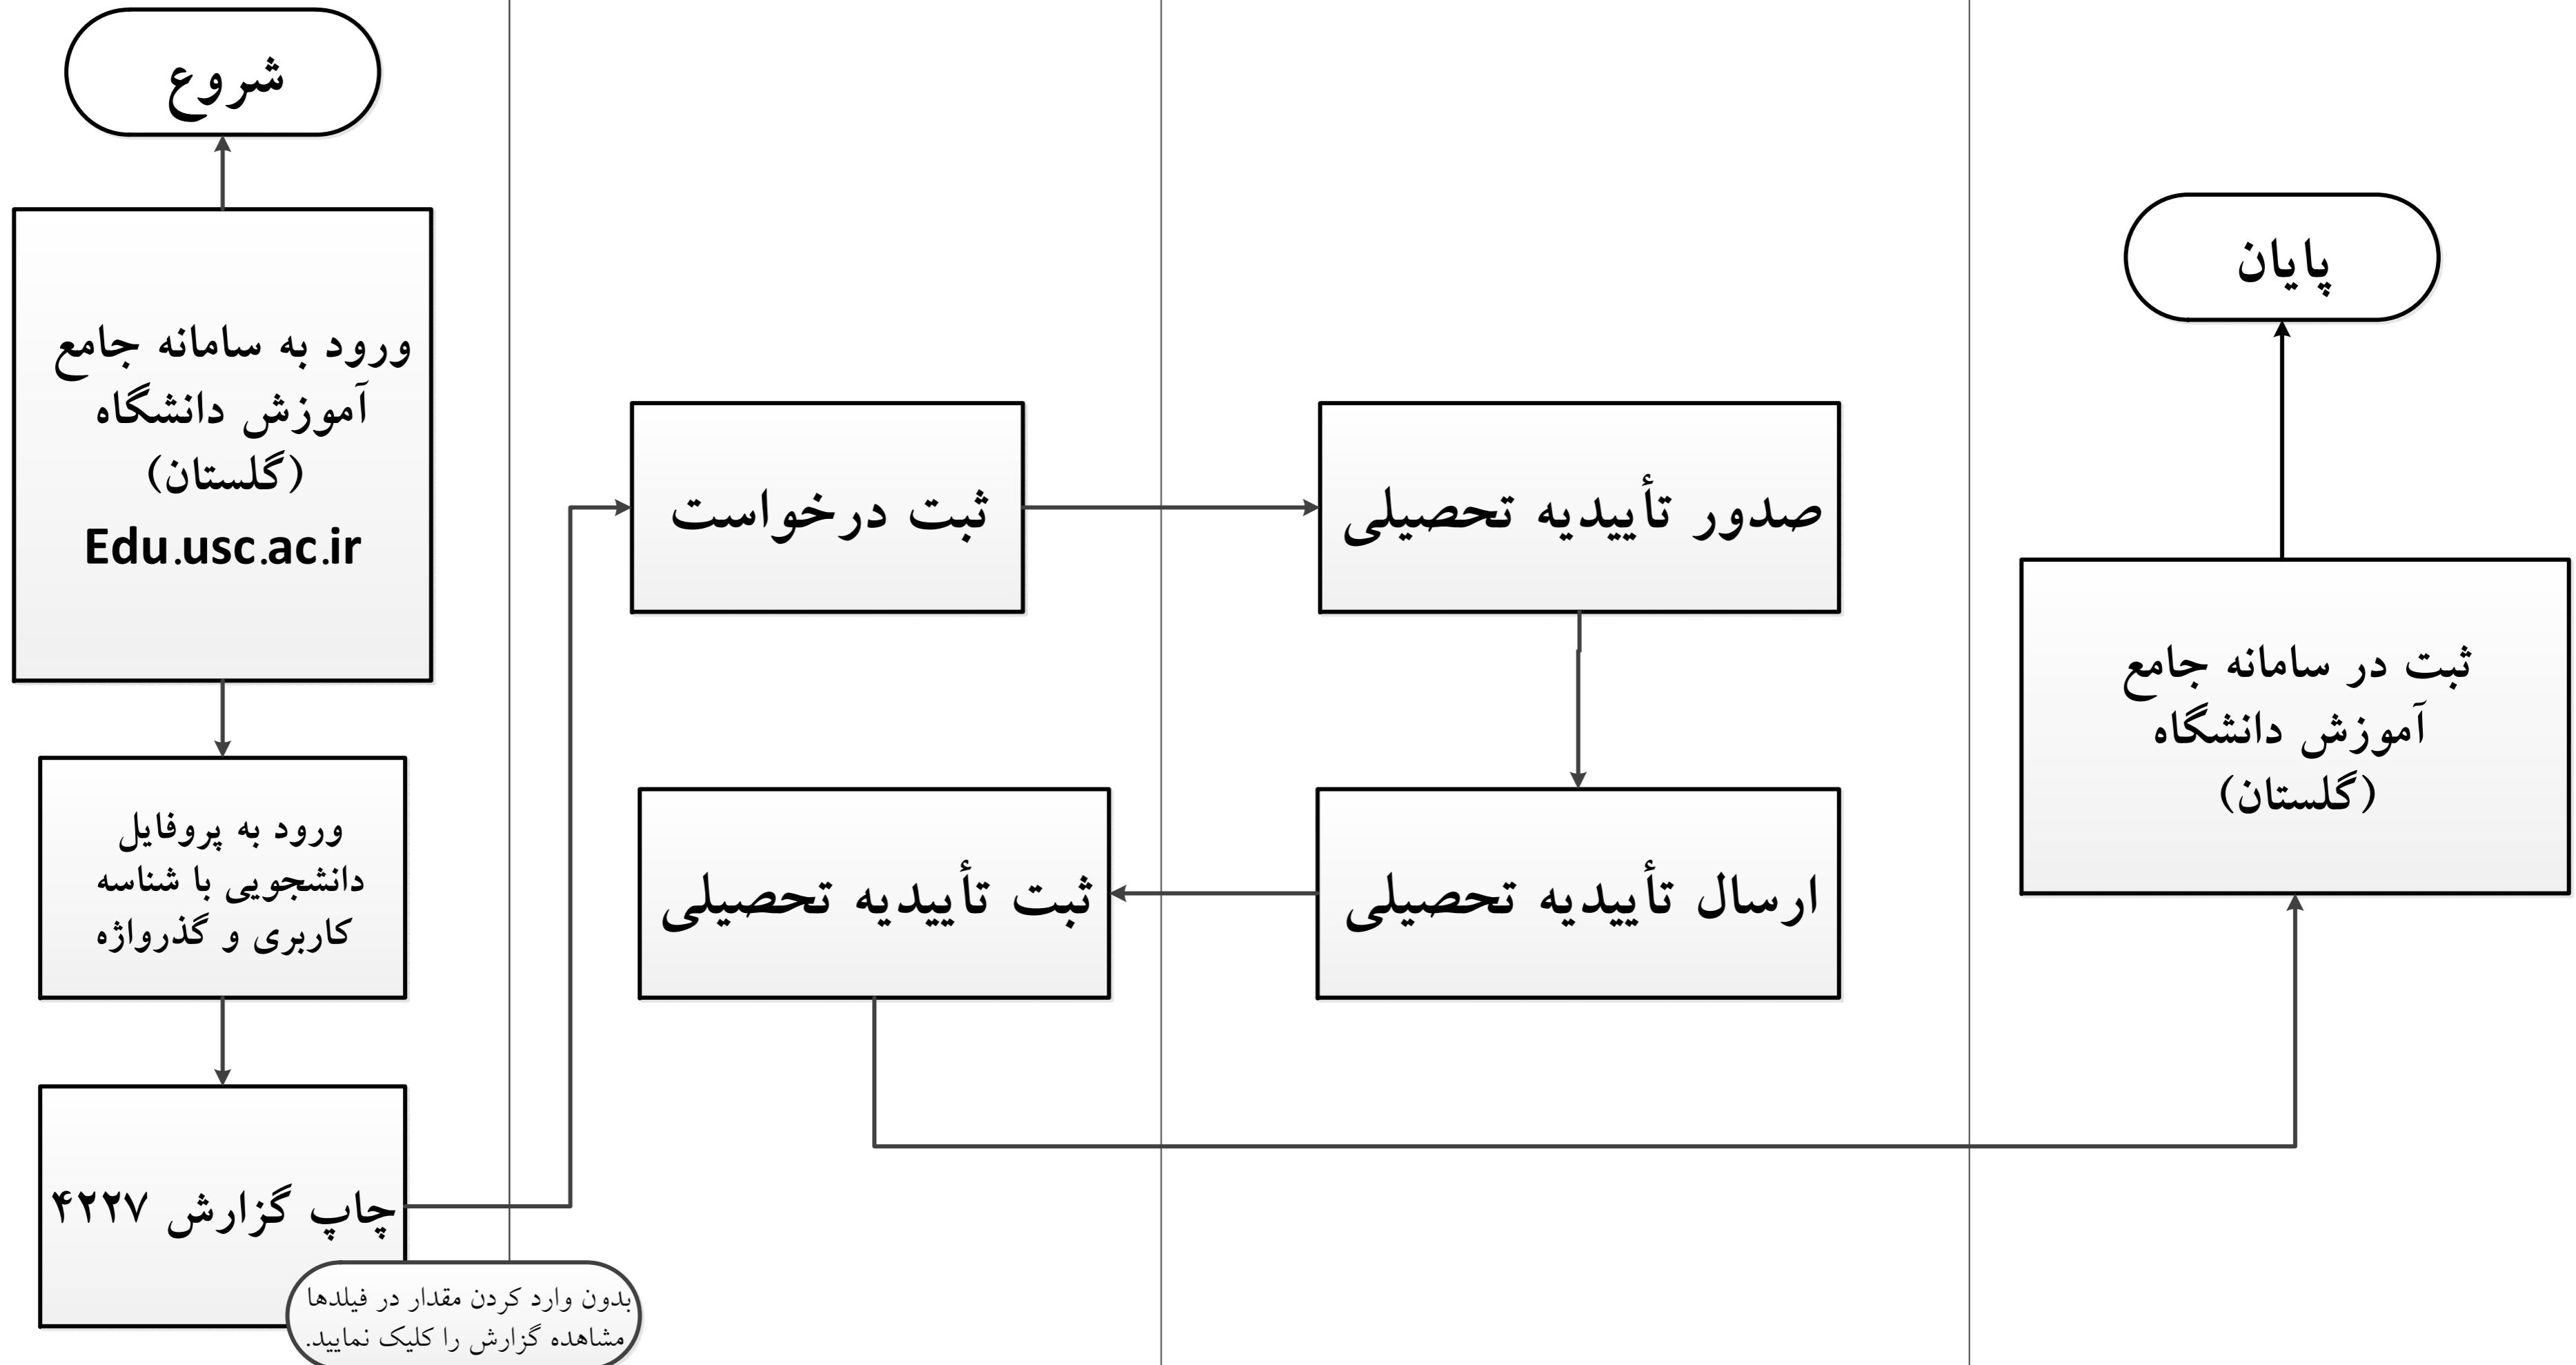 شروع
ورود به سامانه جامع
آموزش دانشگاه
(گلستان)
Edu.usc.ac.ir
ورود به پروفایل
دانشجویی با شناسه
کاربری و گذرواژه
چاپ گزارش ۴۲۲۷
بدون وارد کردن مقدار در فیلدها
مشاهده گزارش را کلیک نمایید.
ثبت درخواست
صدور تأییدیه تحصیلی
ارسال تأییدیه تحصیلی
ثبت تأییدیه تحصیلی
ثبت در سامانه جامع
آموزش دانشگاه
(گلستان)
پایان